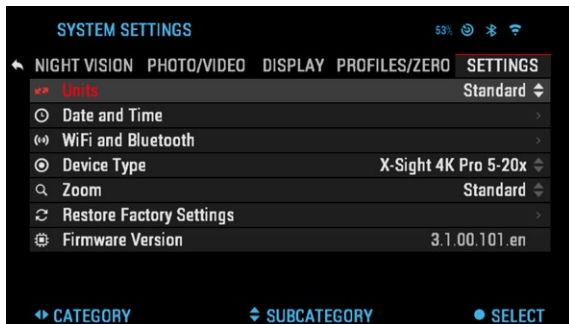 SYSTEM SETTINGS 53%
NIGHT VISION PHOTO/VIDEO DISPLAY PROFILES/ZERO SETTINGS
Units Standard
Date and Time
WiFi and Bluetooth
Device Type X-Sight 4K Pro 5-20x
Zoom Standard
Restore Factory Settings
Firmware Version 3.1.00.101.en
CATEGORY SUBCATEGORY SELECT